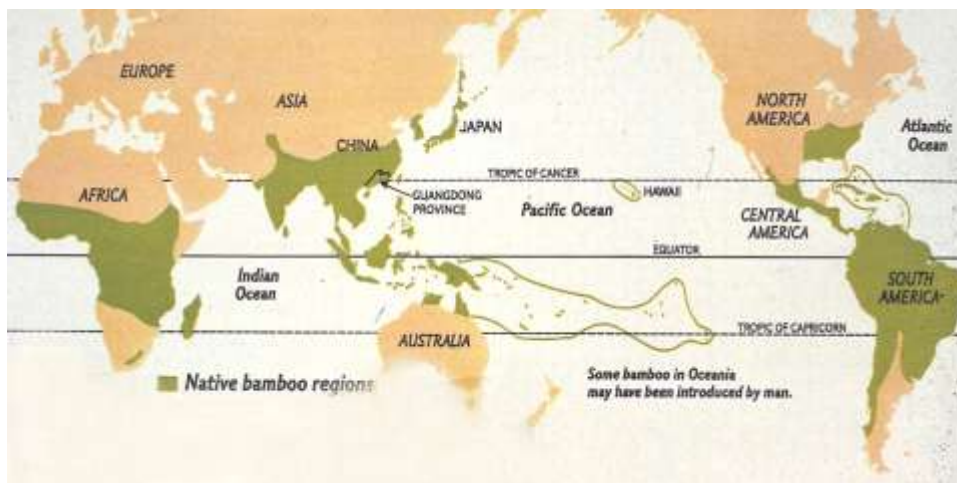 EUROPE
ASIA
NORTH
AMERICA
Atlantic
Ocean
JAPAN
CHINA
TROPIC OF CANCER
AFRICA
GUANGDONG
PROVINCE
HAWAII
Pacific Ocean
CENTRAL
AMERICA
EQUATOR
Indian
Ocean
SOUTH
AMERICA
TROPIC OF CAPRICORN
AUSTRALIA
Native bamboo regions
Some bamboo in Oceania
may have been introduced by man.